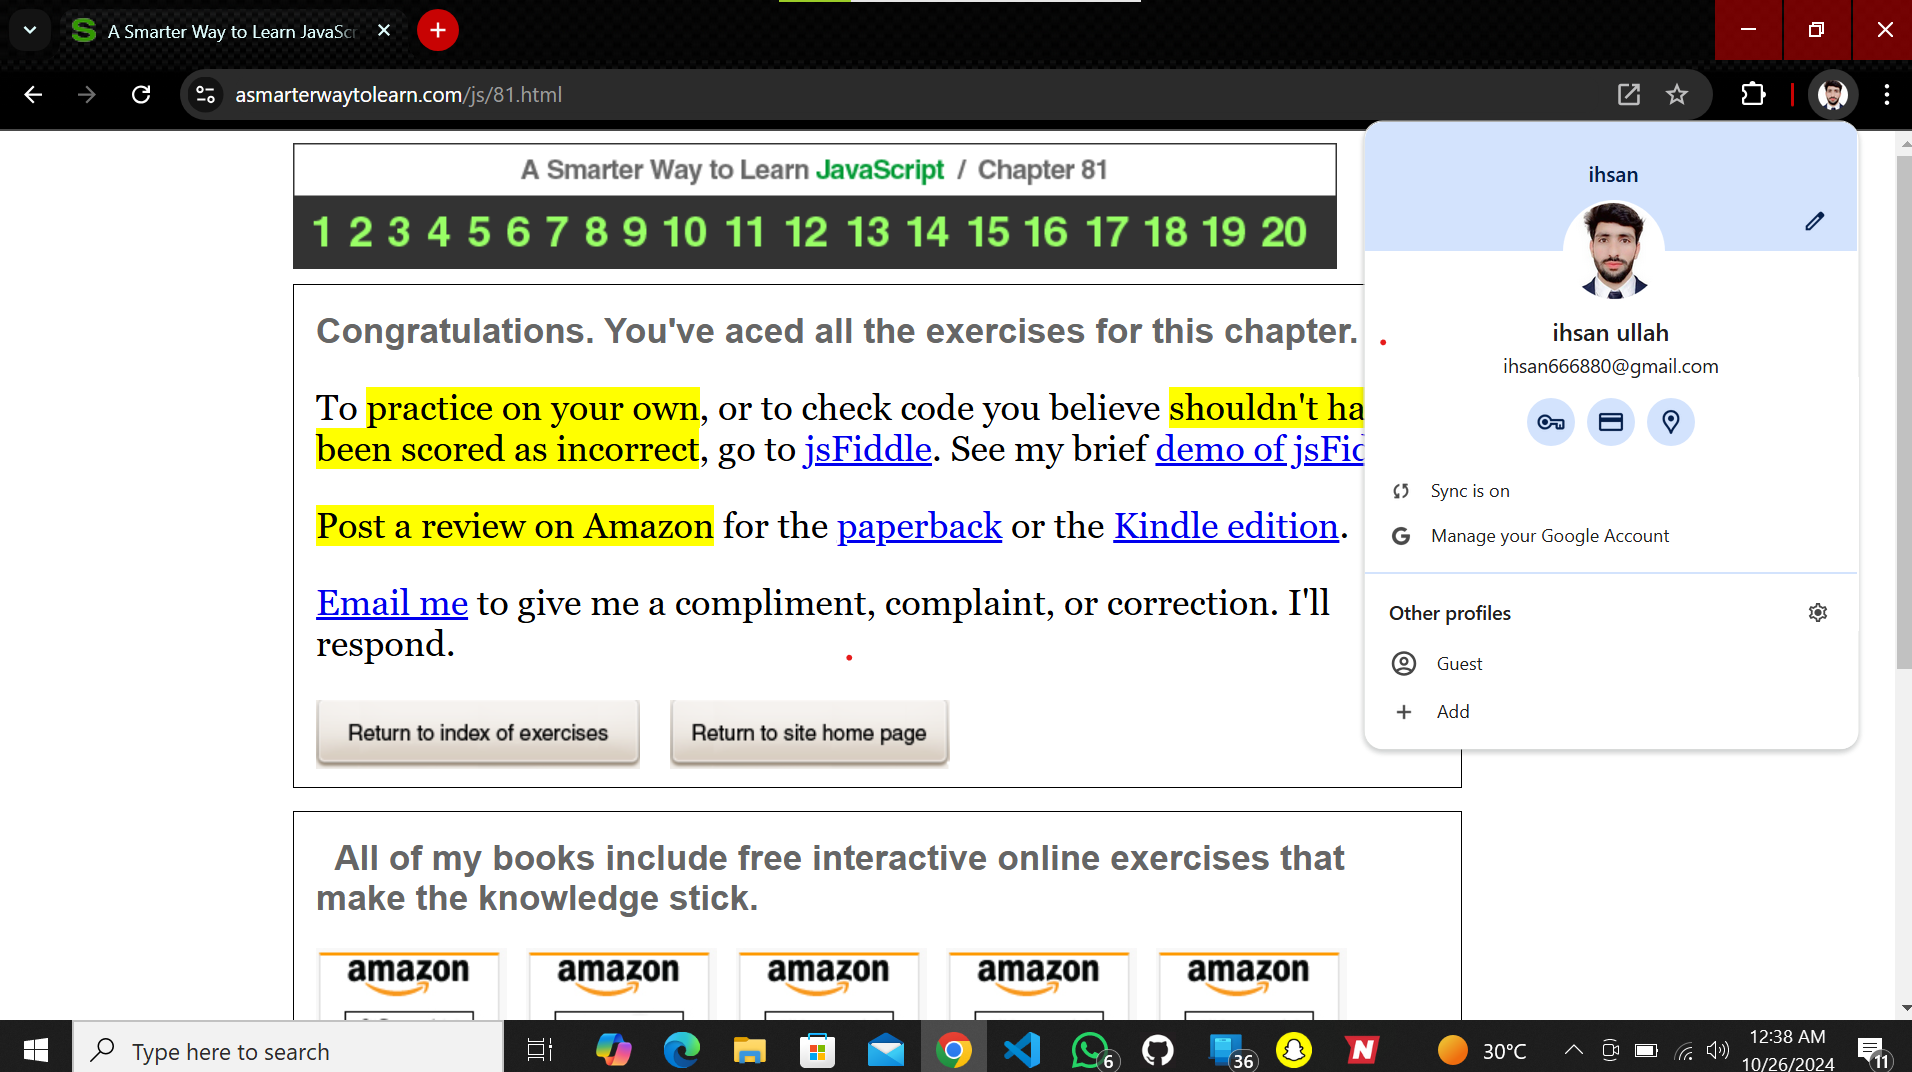 A Smarter Way to Learn JavaScr
asmarterwaytolearn.com/js/81.html
A Smarter Way to Learn JavaScript / Chapter 81
1 2 3 4 5 6 7 8 9 10 11 12 13 14 15 16 17 18 19 20
Congratulations. You've aced all the exercises for this chapter.
To practice on your own, or to check code you believe shouldn't ha
been scored as incorrect, go to jsFiddle. See my brief demo of jsFid
Post a review on Amazon for the paperback or the Kindle edition.
Email me to give me a compliment, complaint, or correction. I'll
respond.
Return to index of exercises
Return to site home page
All of my books include free interactive online exercises that
make the knowledge stick.
amazon amazon amazon amazon amazon
ihsan
ihsan ullah
ihsan666880@gmail.com
Sync is on
Manage your Google Account
Other profiles
Guest
Add
Type here to search
6
36
30°C
12:38 AM
10/26/2024
11